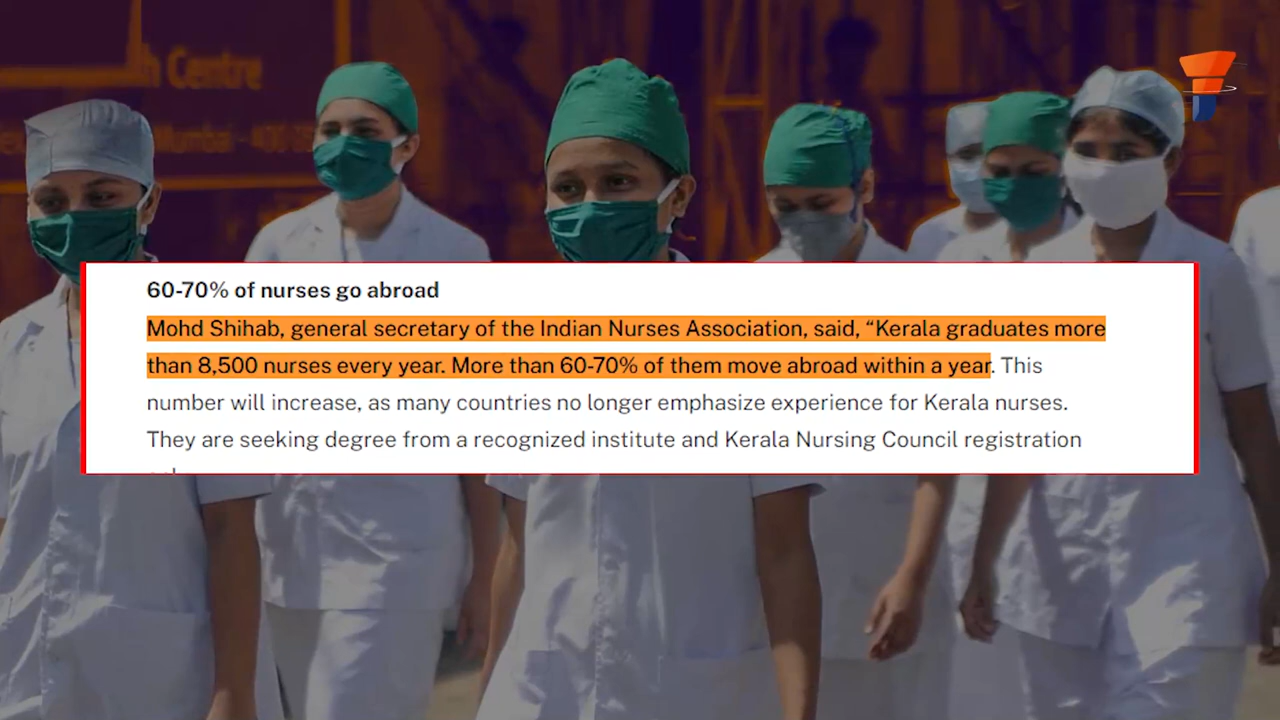 Centre
Mumbai - 400
60-70% of nurses go abroad
Mohd Shihab, general secretary of the Indian Nurses Association, said, “Kerala graduates more
than 8,500 nurses every year. More than 60-70% of them move abroad within a year. This
number will increase, as many countries no longer emphasize experience for Kerala nurses.
They are seeking degree from a recognized institute and Kerala Nursing Council registration